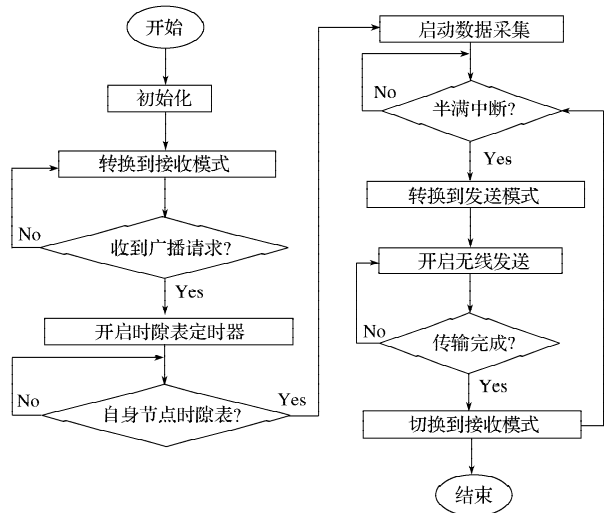 开始
初始化
转换到接收模式
No
收到广播请求?
Yes
开启时隙表定时器
No
自身节点时隙表?
Yes
启动数据采集
No
半满中断?
Yes
转换到发送模式
开启无线发送
No
传输完成?
Yes
切换到接收模式
结束